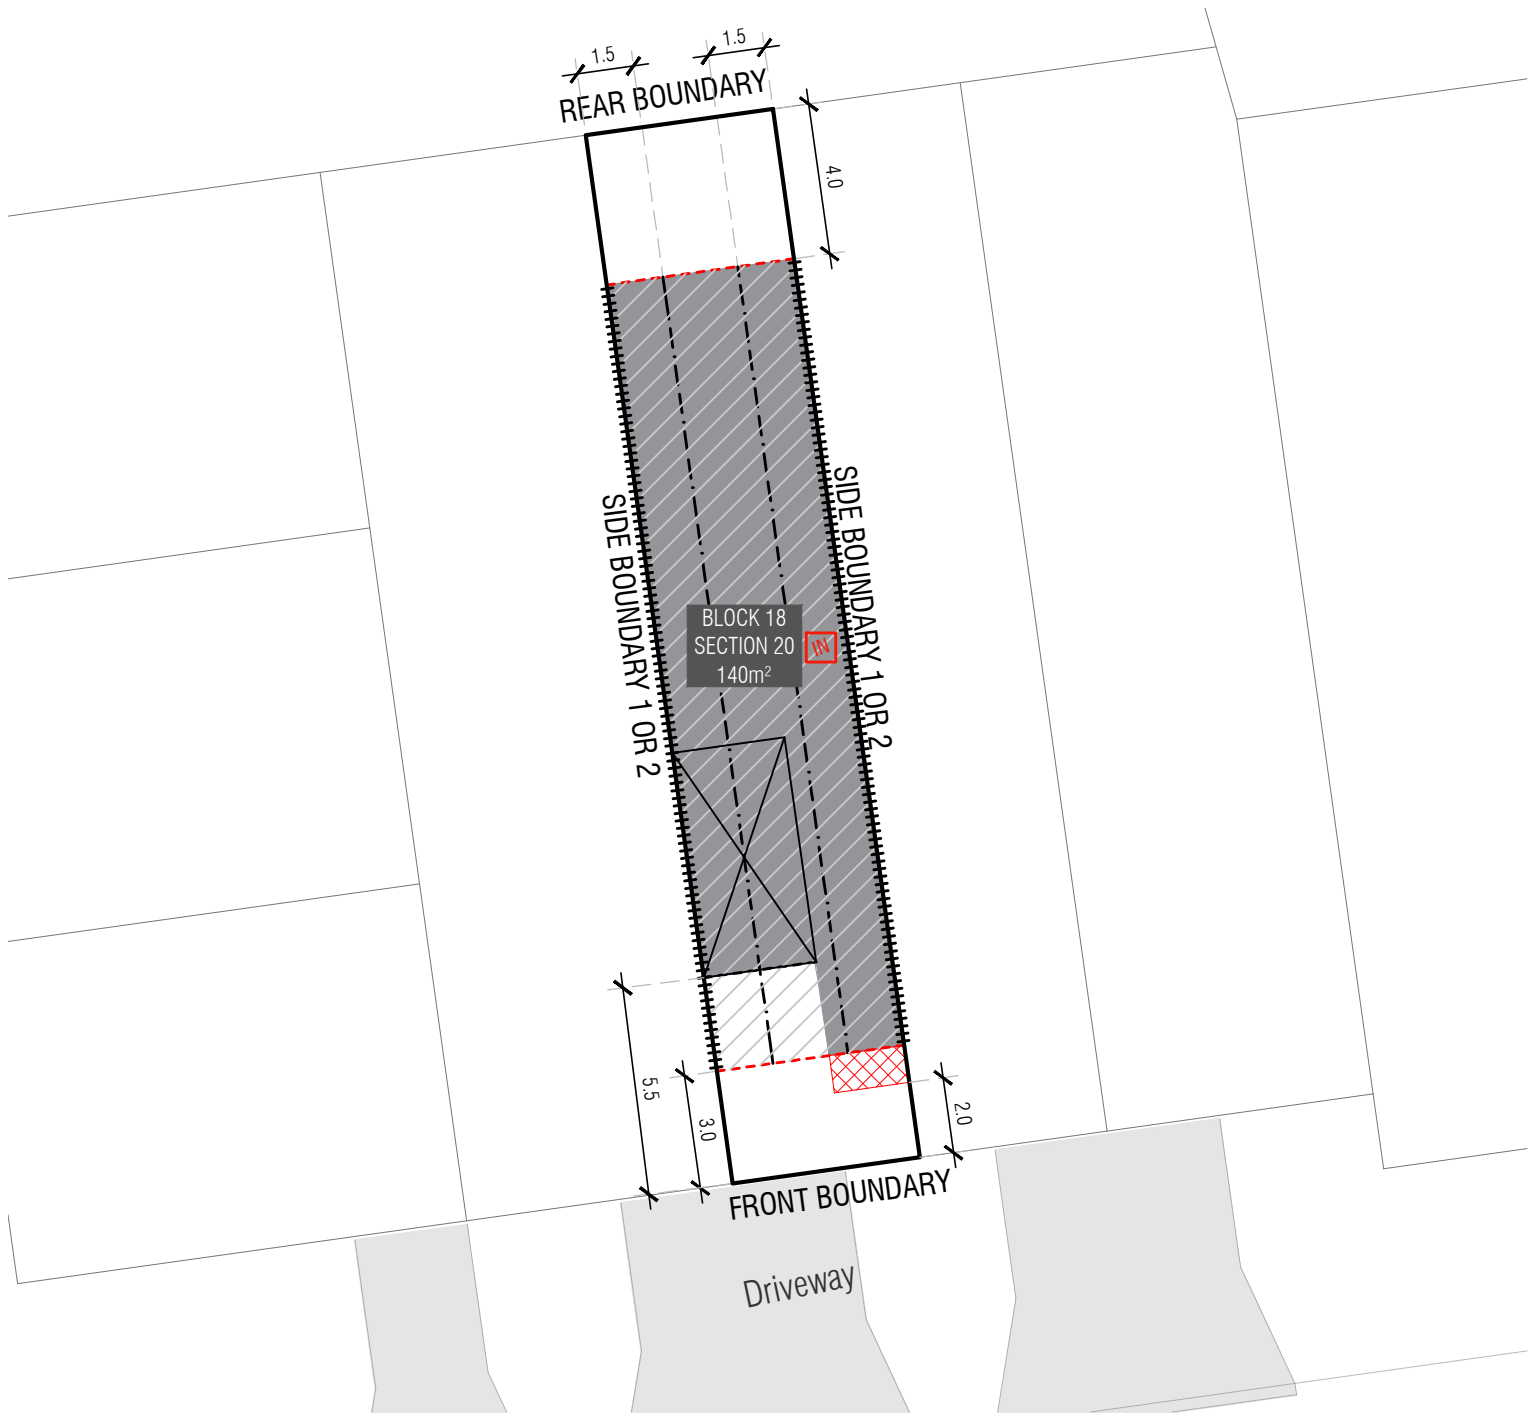 1.5
1.5
REAR BOUNDARY
4.0
SIDE BOUNDARY 1 OR 2
SIDE BOUNDARY 1 OR 2
BLOCK 18
SECTION 20
140m²
IN
5.5
3.0
2.0
FRONT BOUNDARY
Driveway